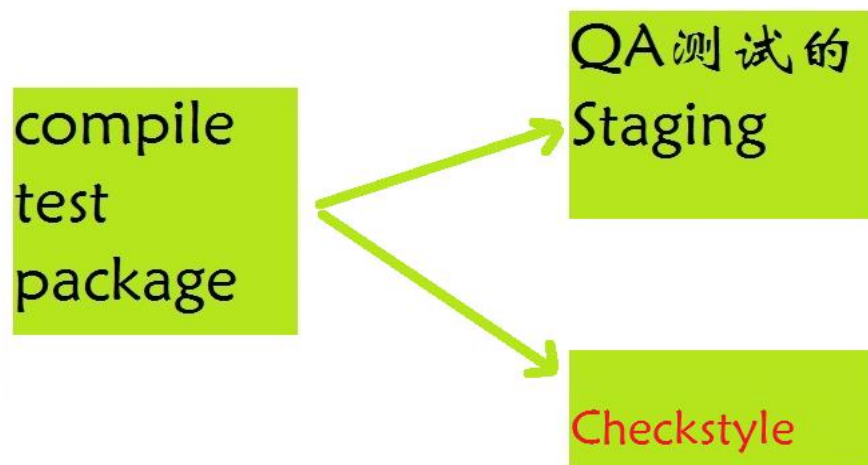 compile
test
package
QA测试的
Staging
Checkstyle